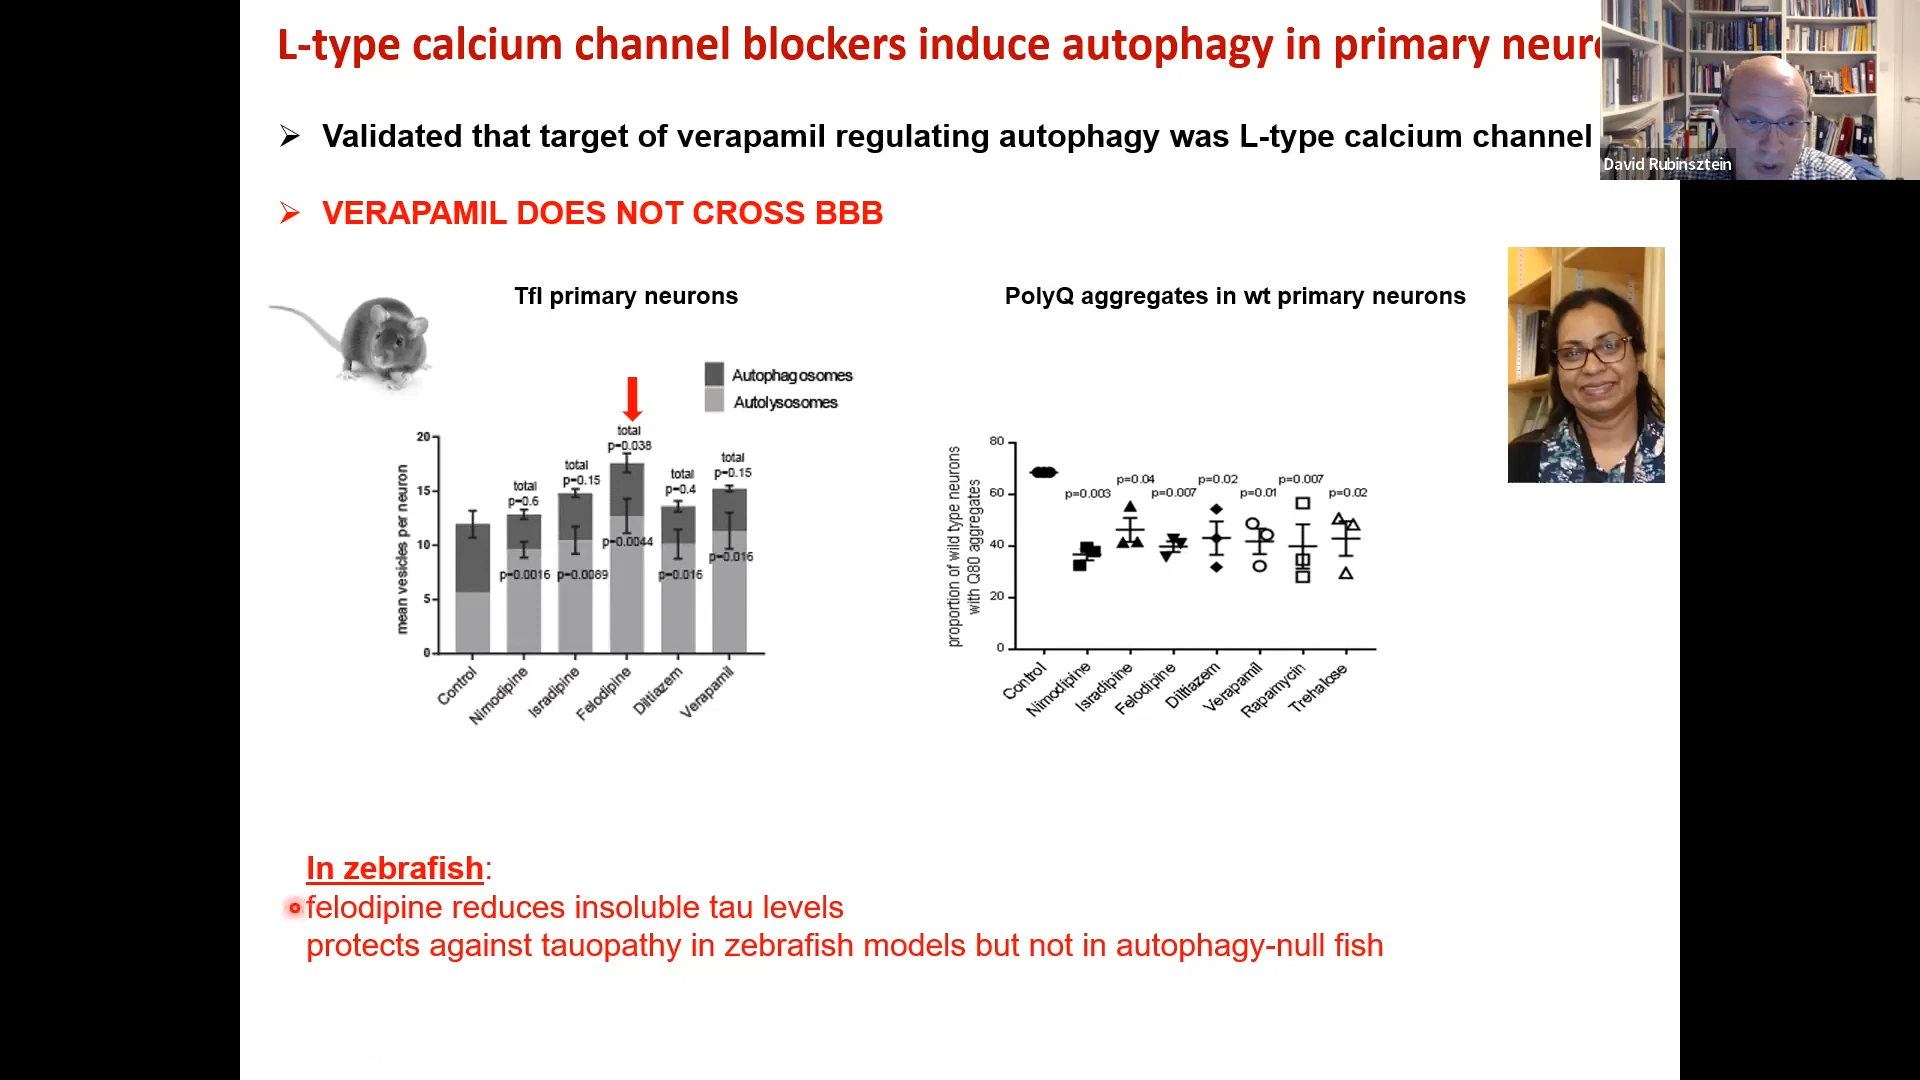 L-type calcium channel blockers induce autophagy in primary
David Rubinsztein
➢ Validated that target of verapamil regulating autophagy was L-type calcium channel
➢ VERAPAMIL DOES NOT CROSS BBB
Tfl primary neurons
PolyQ aggregates in wt primary neurons
Autophagosomes
Autolysosomes
mean vesicles per neuron
20
15
10
5
0
total
p=0.6
total
p=0.15
total
p=0.038
total
p=0.4
total
p=0.15
p=0.0016
p=0.0089
p=0.0044
p=0.016
p=0.016
Control
Nimodipine
Isradipine
Felodipine
Diltiazem
Verapamil
proportion of wild type neurons
with Q80 aggregates
80
60
40
20
0
p=0.003
p=0.04
p=0.007
p=0.02
p=0.01
p=0.007
p=0.02
Control
Nimodipine
Isradipine
Felodipine
Diltiazem
Verapamil
Rapamycin
Trehalose
In zebrafish:
felodipine reduces insoluble tau levels
protects against tauopathy in zebrafish models but not in autophagy-null fish